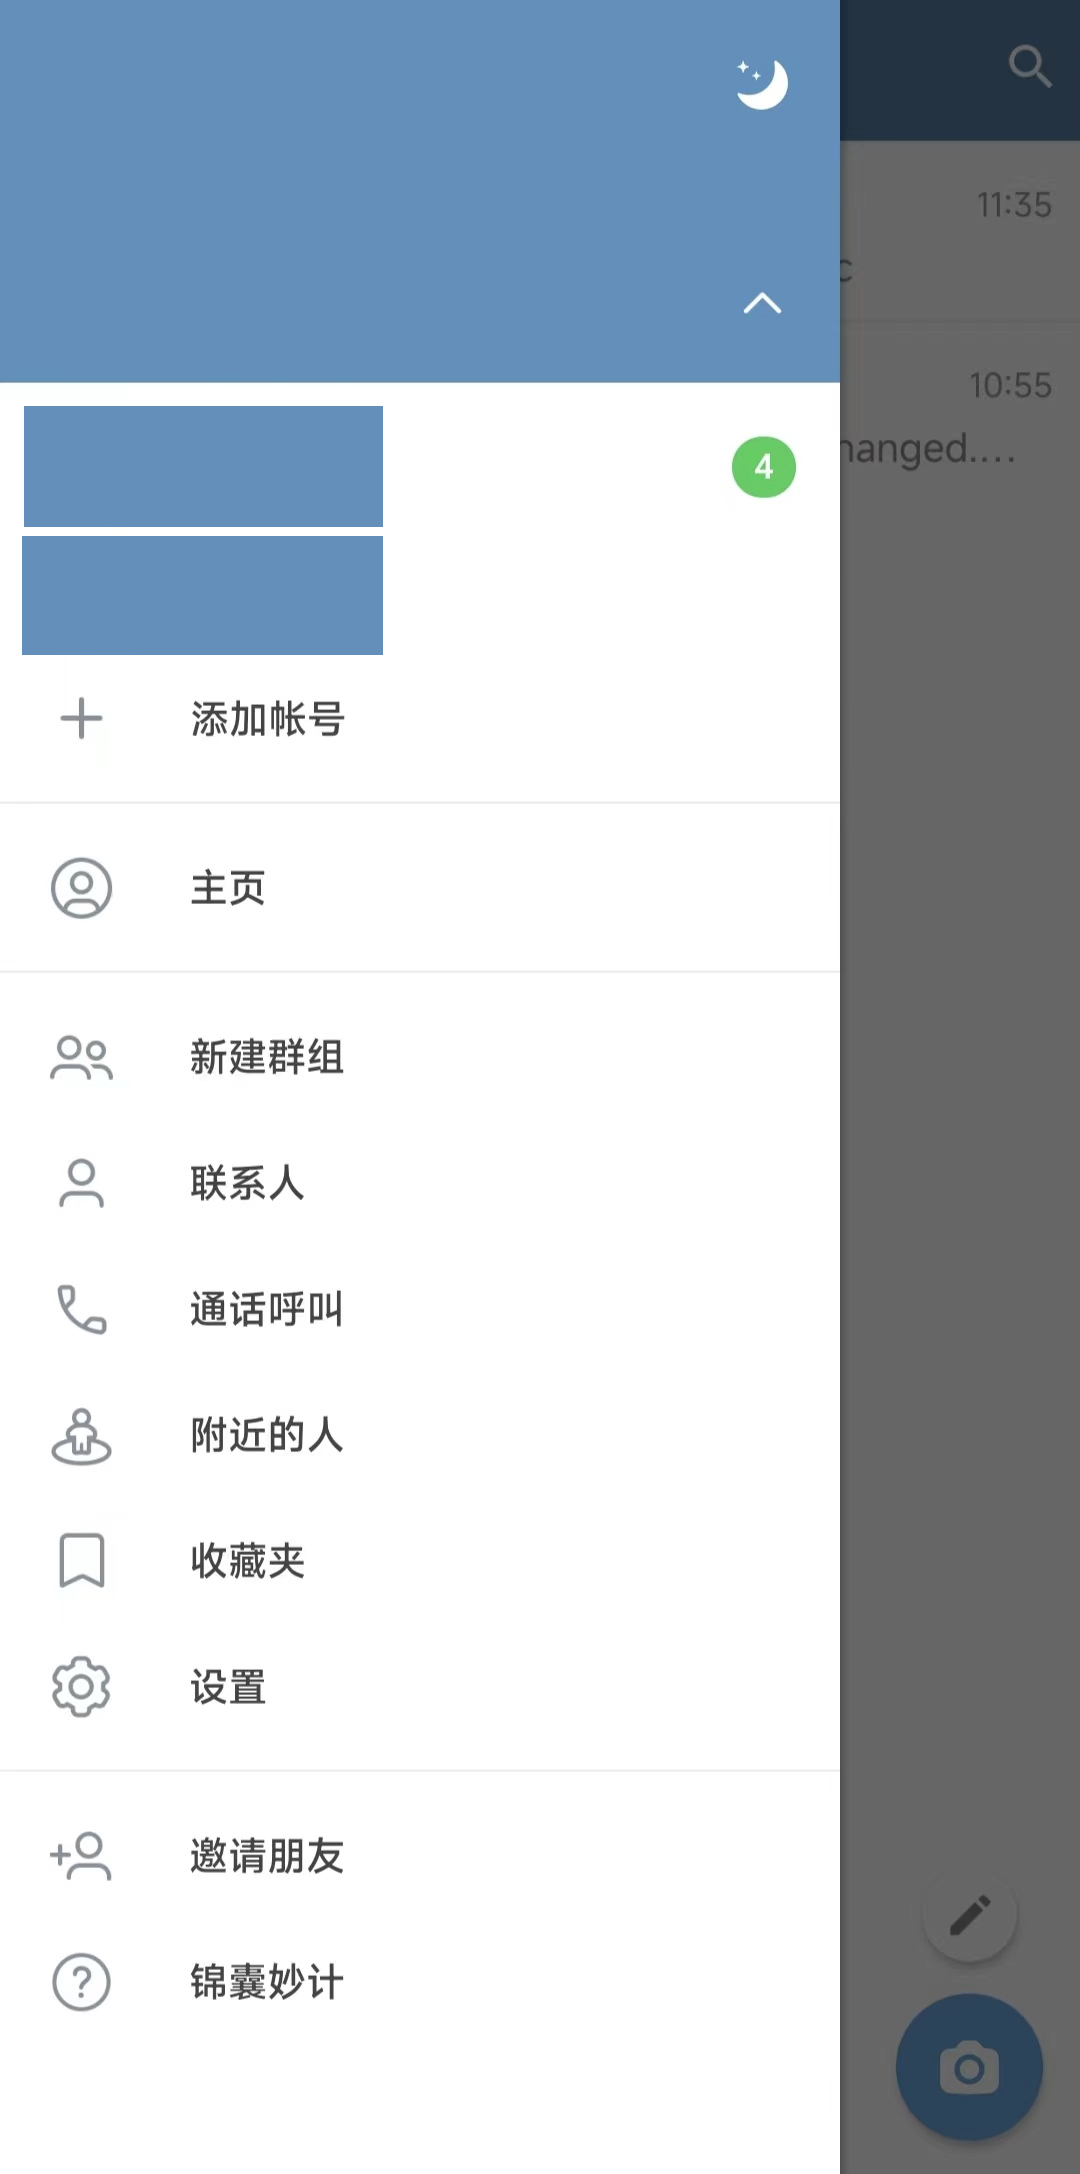 11:35
c
10:55
hanged....
4
添加帐号
主页
新建群组
联系人
通话呼叫
附近的人
收藏夹
设置
邀请朋友
锦囊妙计